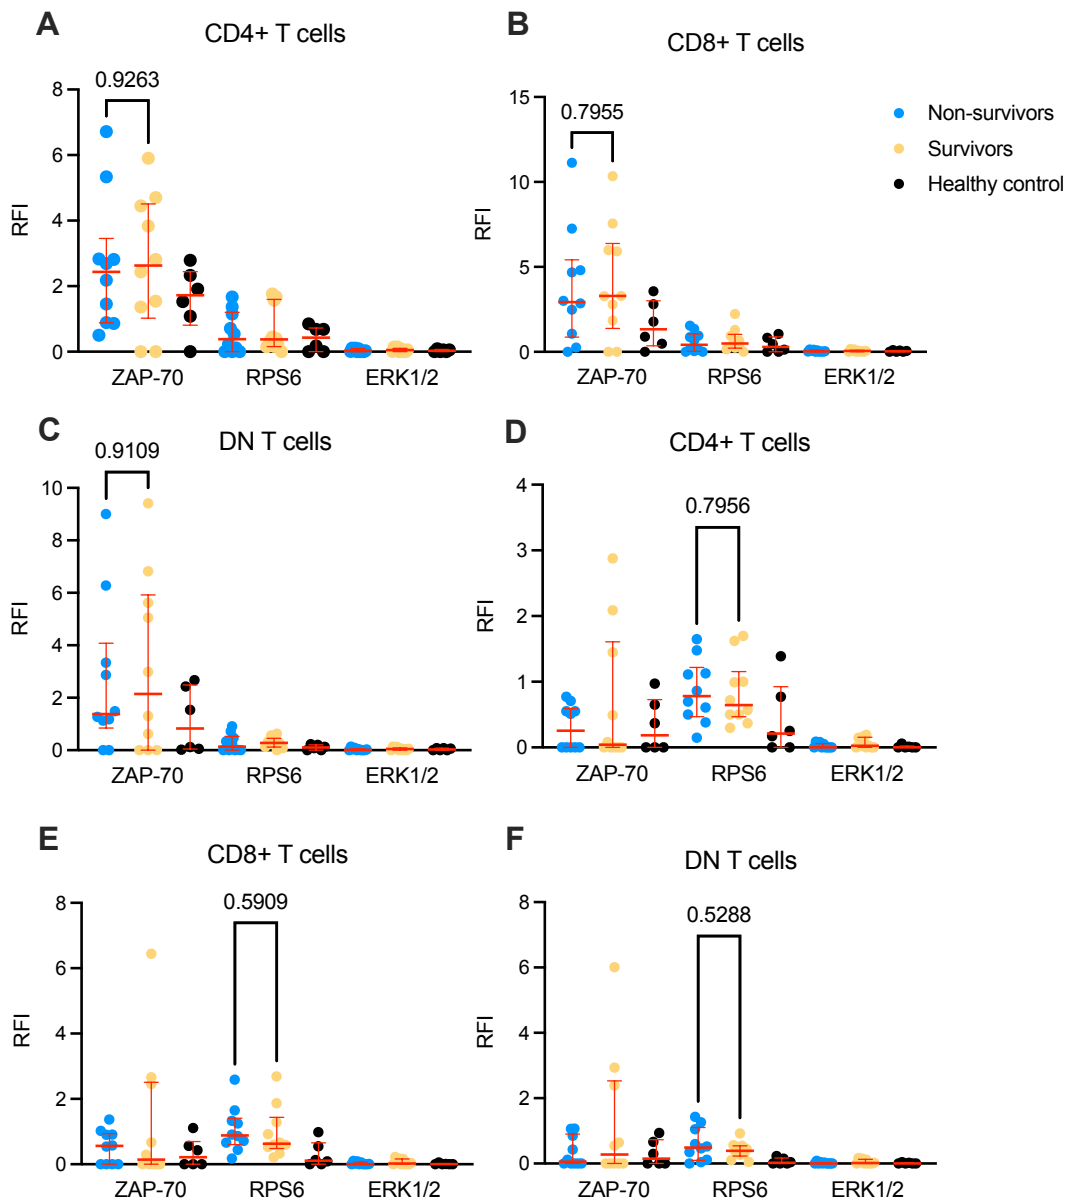 A
CD4+ T cells
0.9263
8
6
4
2
0
RFI
ZAP-70
RPS6
ERK1/2
B
CD8+ T cells
0.7955
15
10
5
0
RFI
ZAP-70
RPS6
ERK1/2
Non-survivors
Survivors
Healthy control
C
DN T cells
0.9109
10
8
6
4
2
0
RFI
ZAP-70
RPS6
ERK1/2
D
CD4+ T cells
0.7956
4
3
2
1
0
RFI
ZAP-70
RPS6
ERK1/2
E
CD8+ T cells
0.5909
8
6
4
2
0
RFI
ZAP-70
RPS6
ERK1/2
F
DN T cells
0.5288
8
6
4
2
0
RFI
ZAP-70
RPS6
ERK1/2